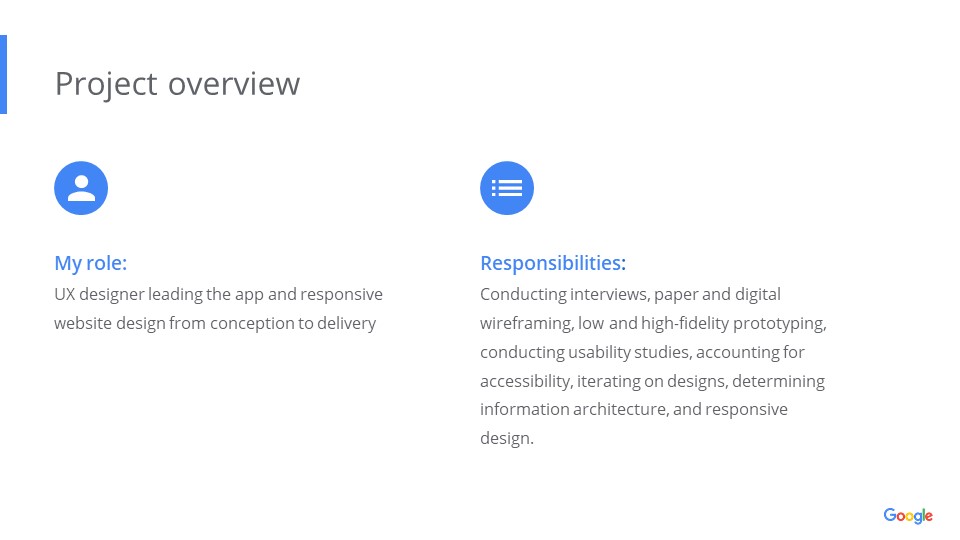 Project overview
My role:
UX designer leading the app and responsive
website design from conception to delivery
Responsibilities:
Conducting interviews, paper and digital
wireframing, low and high-fidelity prototyping,
conducting usability studies, accounting for
accessibility, iterating on designs, determining
information architecture, and responsive
design.
Google